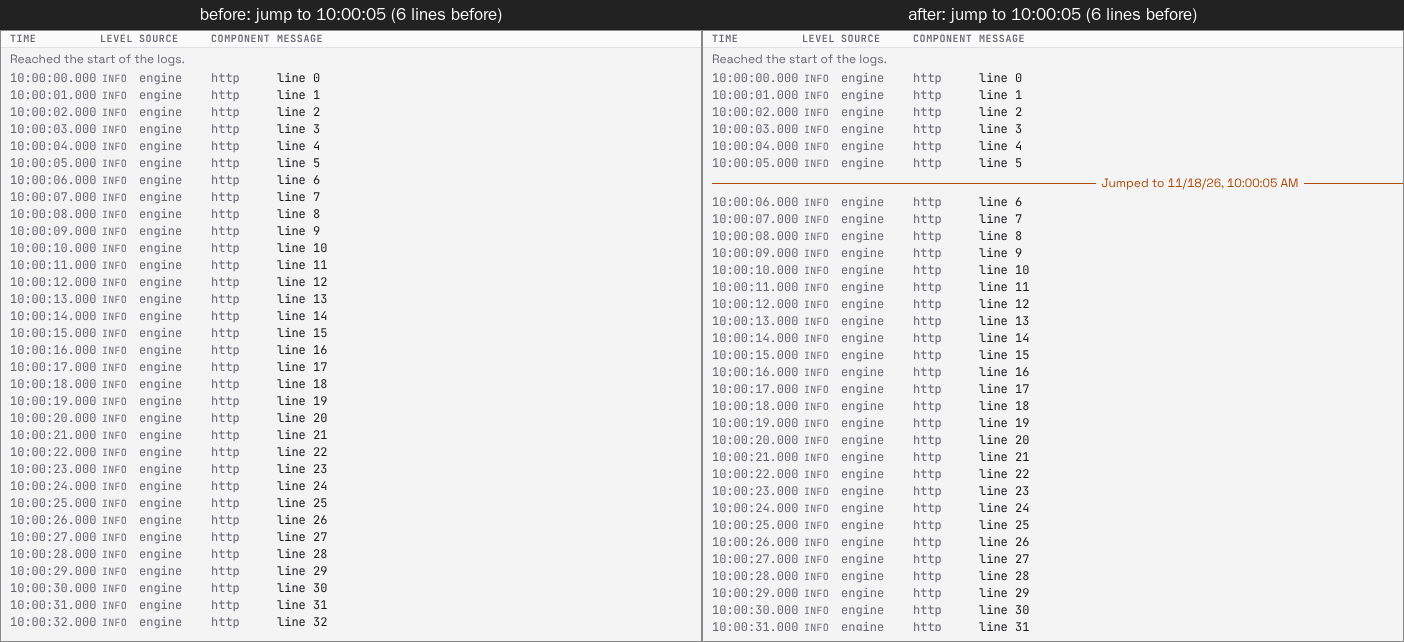 before: jump to 10:00:05 (6 lines before)
TIME LEVEL SOURCE COMPONENT MESSAGE
Reached the start of the logs.
10:00:00.000 INFO engine http line 0
10:00:01.000 INFO engine http line 1
10:00:02.000 INFO engine http line 2
10:00:03.000 INFO engine http line 3
10:00:04.000 INFO engine http line 4
10:00:05.000 INFO engine http line 5
10:00:06.000 INFO engine http line 6
10:00:07.000 INFO engine http line 7
10:00:08.000 INFO engine http line 8
10:00:09.000 INFO engine http line 9
10:00:10.000 INFO engine http line 10
10:00:11.000 INFO engine http line 11
10:00:12.000 INFO engine http line 12
10:00:13.000 INFO engine http line 13
10:00:14.000 INFO engine http line 14
10:00:15.000 INFO engine http line 15
10:00:16.000 INFO engine http line 16
10:00:17.000 INFO engine http line 17
10:00:18.000 INFO engine http line 18
10:00:19.000 INFO engine http line 19
10:00:20.000 INFO engine http line 20
10:00:21.000 INFO engine http line 21
10:00:22.000 INFO engine http line 22
10:00:23.000 INFO engine http line 23
10:00:24.000 INFO engine http line 24
10:00:25.000 INFO engine http line 25
10:00:26.000 INFO engine http line 26
10:00:27.000 INFO engine http line 27
10:00:28.000 INFO engine http line 28
10:00:29.000 INFO engine http line 29
10:00:30.000 INFO engine http line 30
10:00:31.000 INFO engine http line 31
10:00:32.000 INFO engine http line 32
after: jump to 10:00:05 (6 lines before)
TIME LEVEL SOURCE COMPONENT MESSAGE
Reached the start of the logs.
10:00:00.000 INFO engine http line 0
10:00:01.000 INFO engine http line 1
10:00:02.000 INFO engine http line 2
10:00:03.000 INFO engine http line 3
10:00:04.000 INFO engine http line 4
10:00:05.000 INFO engine http line 5
Jumped to 11/18/26, 10:00:05 AM
10:00:06.000 INFO engine http line 6
10:00:07.000 INFO engine http line 7
10:00:08.000 INFO engine http line 8
10:00:09.000 INFO engine http line 9
10:00:10.000 INFO engine http line 10
10:00:11.000 INFO engine http line 11
10:00:12.000 INFO engine http line 12
10:00:13.000 INFO engine http line 13
10:00:14.000 INFO engine http line 14
10:00:15.000 INFO engine http line 15
10:00:16.000 INFO engine http line 16
10:00:17.000 INFO engine http line 17
10:00:18.000 INFO engine http line 18
10:00:19.000 INFO engine http line 19
10:00:20.000 INFO engine http line 20
10:00:21.000 INFO engine http line 21
10:00:22.000 INFO engine http line 22
10:00:23.000 INFO engine http line 23
10:00:24.000 INFO engine http line 24
10:00:25.000 INFO engine http line 25
10:00:26.000 INFO engine http line 26
10:00:27.000 INFO engine http line 27
10:00:28.000 INFO engine http line 28
10:00:29.000 INFO engine http line 29
10:00:30.000 INFO engine http line 30
10:00:31.000 INFO engine http line 31